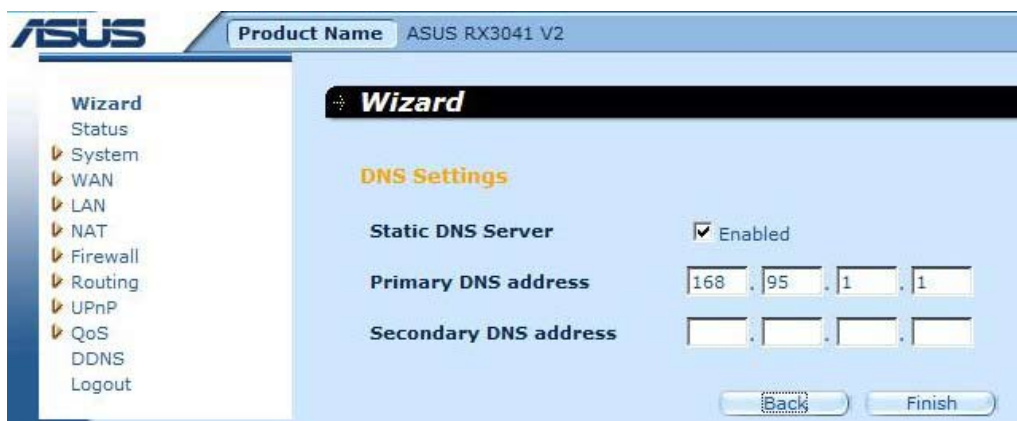 ASUS
Product Name ASUS RX3041 V2
Wizard
Status
System
WAN
LAN
NAT
Firewall
Routing
UPnP
QoS
DDNS
Logout
Wizard
DNS Settings
Static DNS Server Enabled
Primary DNS address 168 . 95 . 1 . 1
Secondary DNS address . . .
Back Finish